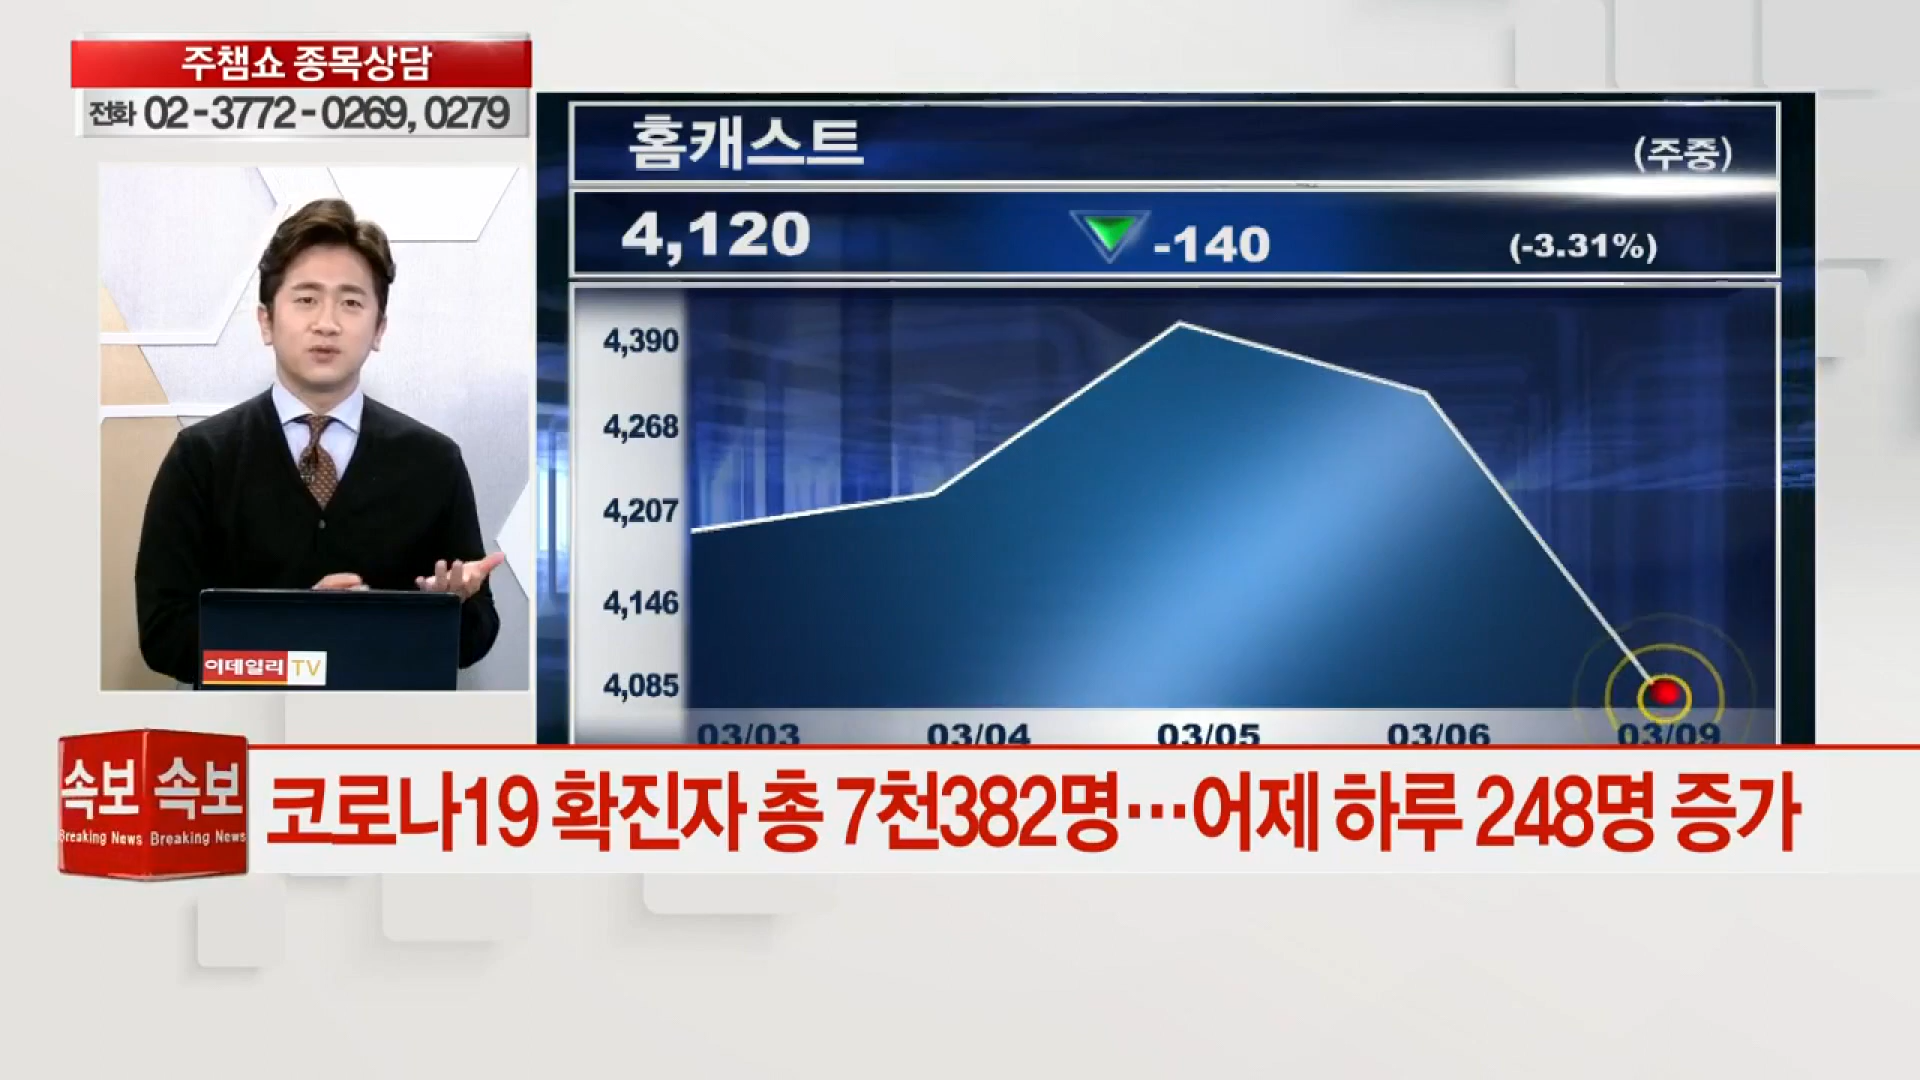 주챔쇼 종목상담
전화 02-3772-0269, 0279
홈캐스트
(주중)
4,120
-140
(-3.31%)
4,390
4,268
4,207
4,146
4,085
03/03
03/04
03/05
03/06
03/09
이데일리 TV
속보 속보
Breaking News Breaking News
코로나19 확진자 총 7천382명…어제 하루 248명 증가